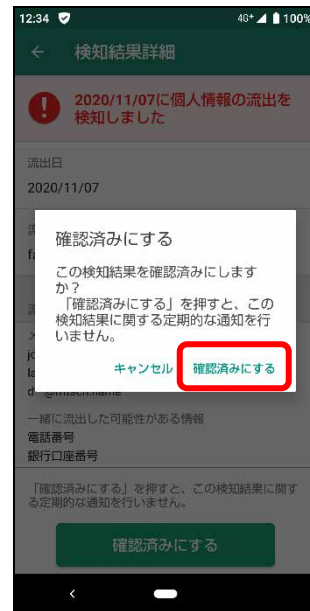 12:34 4G+ 100%
← 検知結果詳細
2020/11/07に個人情報の流出を
検知しました
流出日
2020/11/07
確認済みにする
この検知結果を確認済みにします
か?
「確認済みにする」を押すと、この
検知結果に関する定期的な通知を行
いません。
キャンセル 確認済みにする
一緒に流出した可能性がある情報
電話番号
銀行口座番号
「確認済みにする」を押すと、この検知結果に関す
る定期的な通知を行いません。
確認済みにする